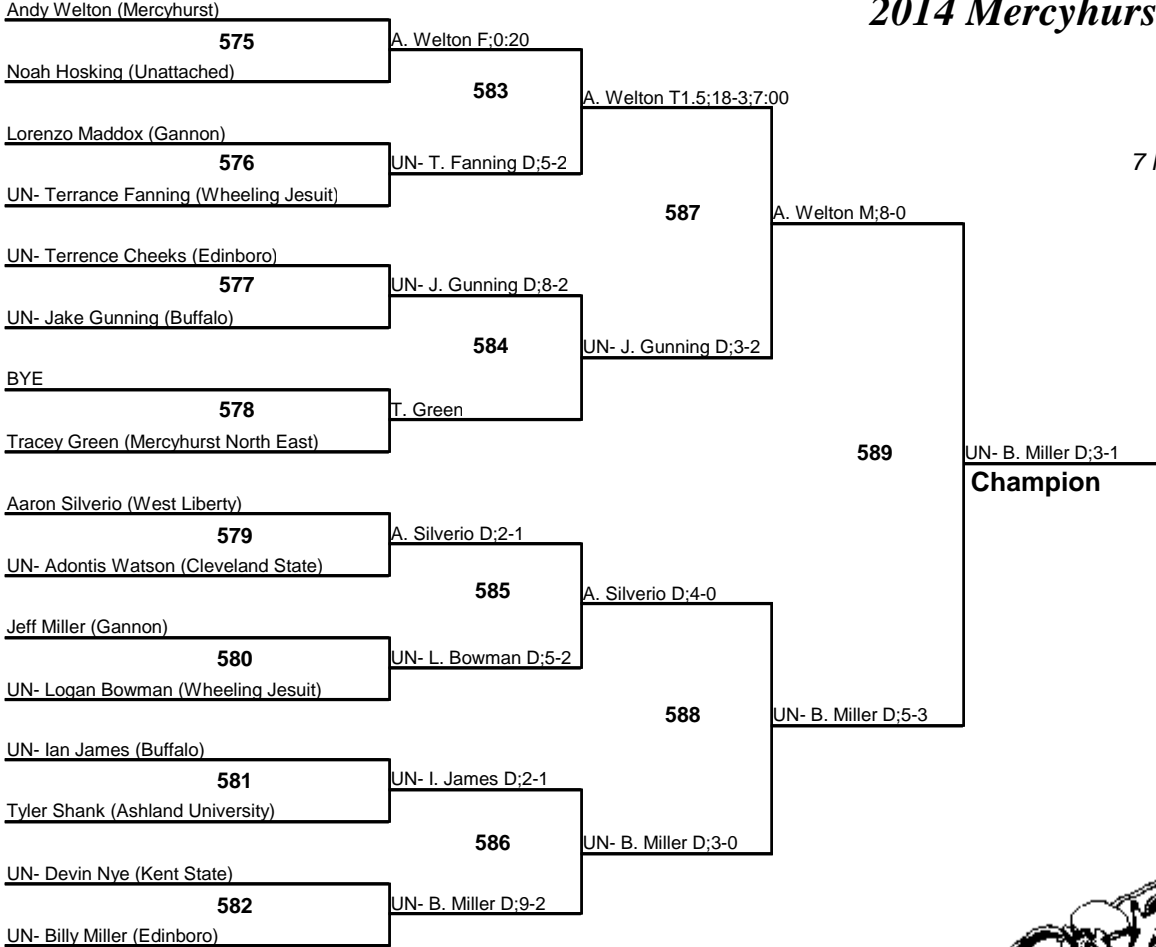 2014 Mercyhurs
7
Andy Welton (Mercyhurst)
575
Noah Hosking (Unattached)
A. Welton F;0:20
583
Lorenzo Maddox (Gannon)
576
UN- Terrance Fanning (Wheeling Jesuit)
UN- T. Fanning D;5-2
A. Welton T1.5;18-3;7:00
587
UN- Terrence Cheeks (Edinboro)
577
UN- Jake Gunning (Buffalo)
UN- J. Gunning D;8-2
584
BYE
578
Tracey Green (Mercyhurst North East)
T. Green
UN- J. Gunning D;3-2
A. Welton M;8-0
589
Aaron Silverio (West Liberty)
579
UN- Adontis Watson (Cleveland State)
A. Silverio D;2-1
585
Jeff Miller (Gannon)
580
UN- Logan Bowman (Wheeling Jesuit)
UN- L. Bowman D;5-2
A. Silverio D;4-0
588
UN- Ian James (Buffalo)
581
Tyler Shank (Ashland University)
UN- I. James D;2-1
586
UN- Devin Nye (Kent State)
582
UN- Billy Miller (Edinboro)
UN- B. Miller D;9-2
UN- B. Miller D;3-0
UN- B. Miller D;5-3
UN- B. Miller D;3-1
Champion